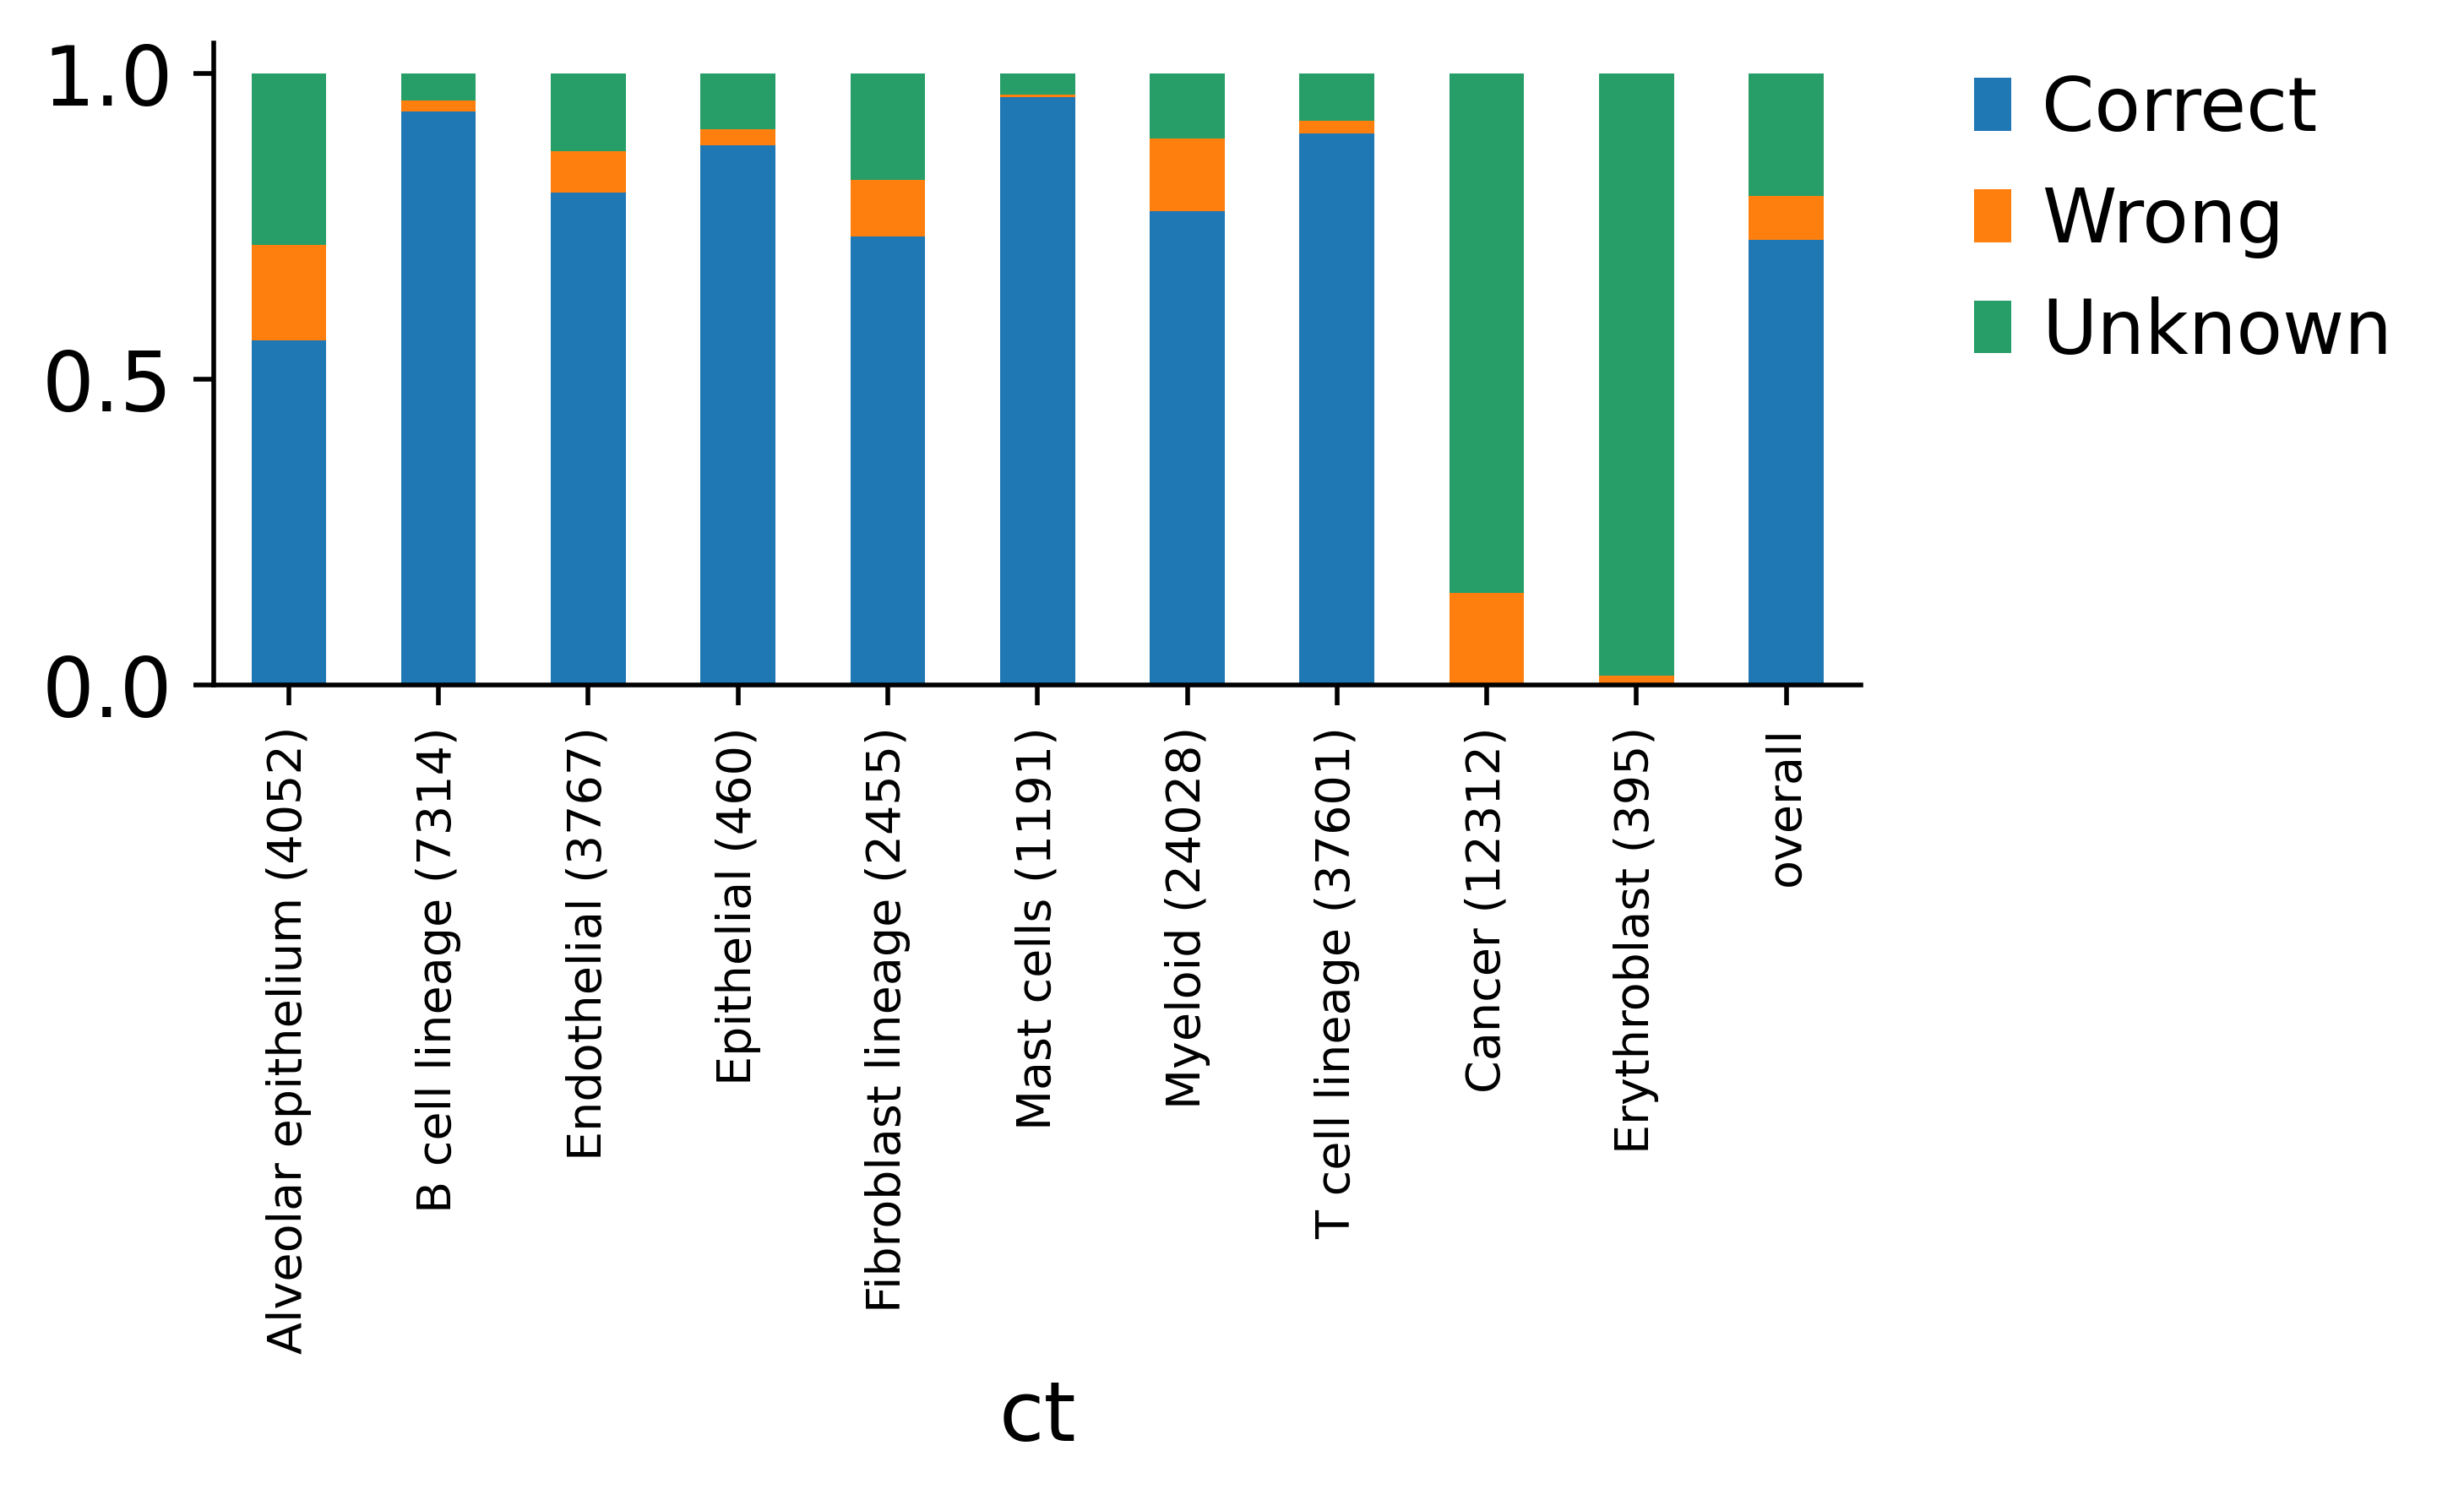 1.0
0.5
0.0
Correct
Wrong
Unknown
Alveolar epithelium (4052)
B cell lineage (7314)
Endothelial (3767)
Epithelial (460)
Fibroblast lineage (2455)
Mast cells (1191)
Myeloid (24028)
T cell lineage (37601)
Cancer (12312)
Erythroblast (395)
overall
ct